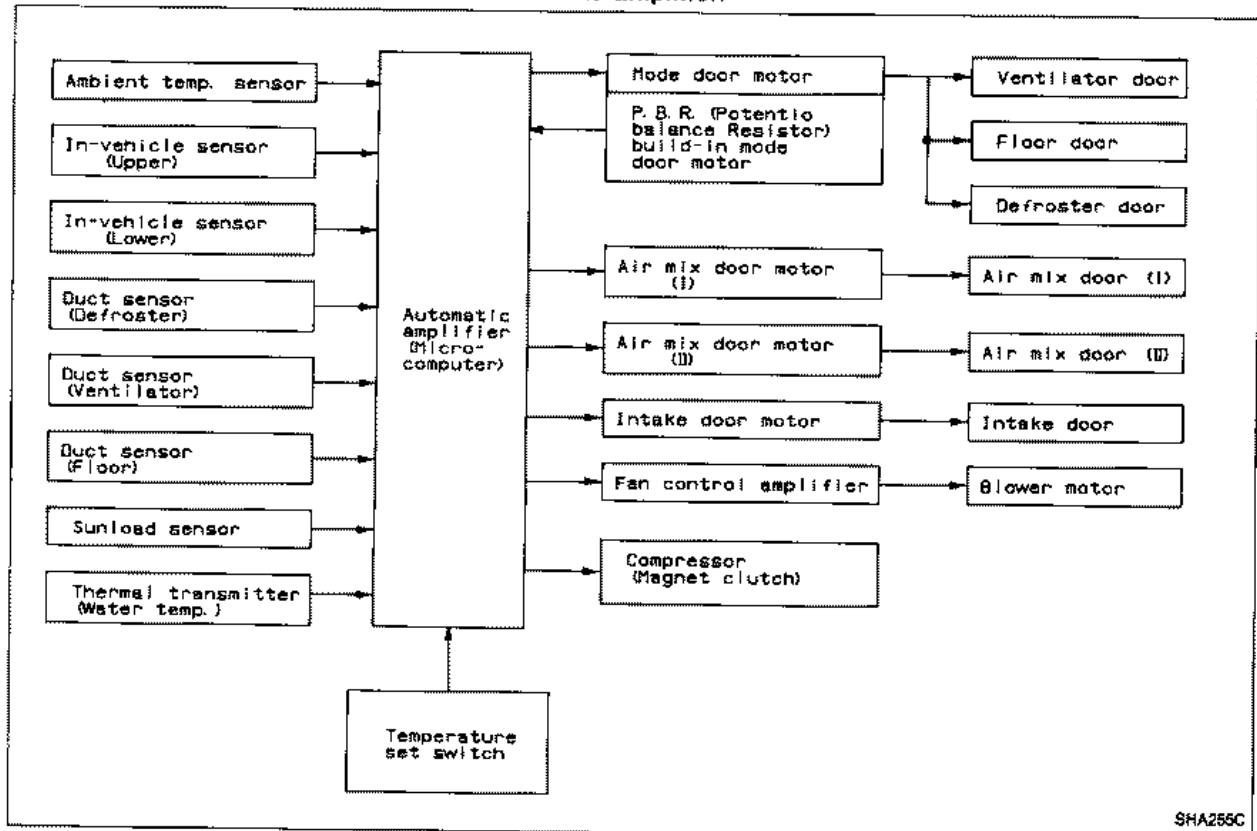 Ambient temp. sensor
In-vehicle sensor
(Upper)
In-vehicle sensor
(Lower)
Duct sensor
(Defroster)
Duct sensor
(Ventilator)
Duct sensor
(Floor)
Sunload sensor
Thermal transmitter
(Water temp.)
Automatic
amplifier
(Micro-
computer)
Temperature
set switch
Mode door motor
P. B. R. (Potentio
balance Resistor)
build-in mode
door motor
Air mix door motor
(I)
Air mix door motor
(II)
Intake door motor
Fan control amplifier
Compressor
(Magnet clutch)
Ventilator door
Floor door
Defroster door
Air mix door (I)
Air mix door (II)
Intake door
Blower motor
SHA255C